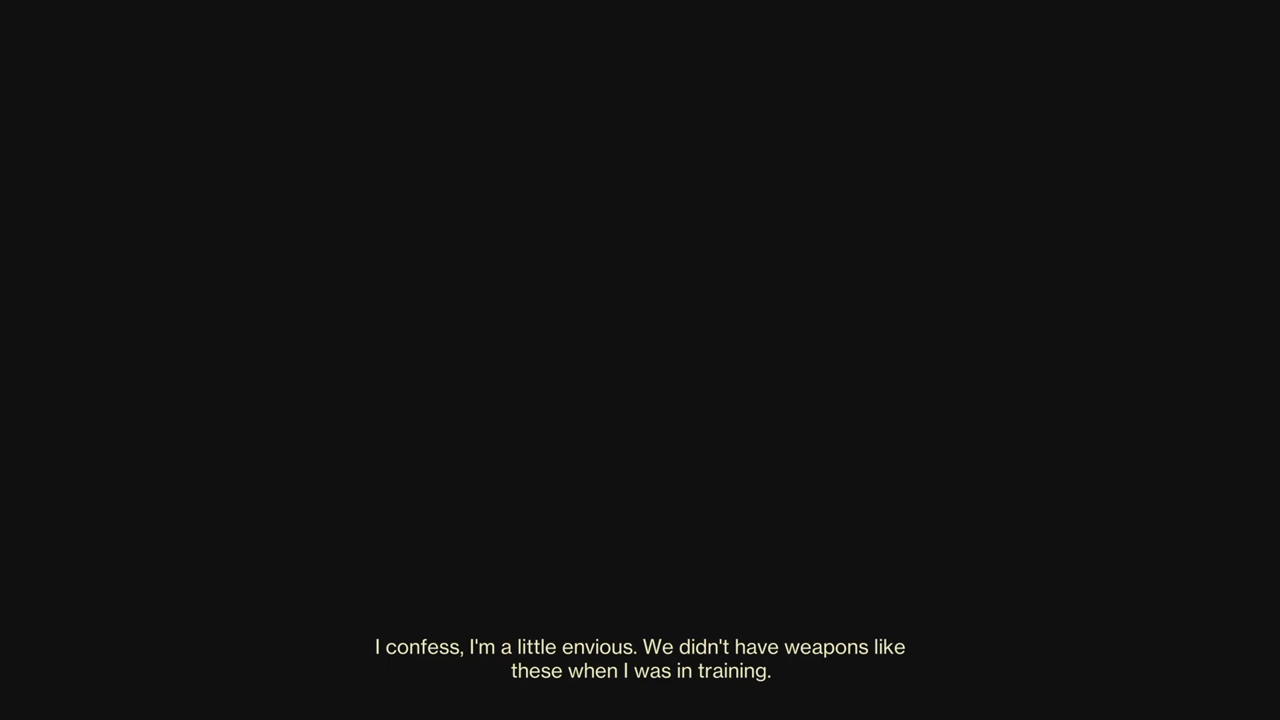 I confess, I'm a little envious. We didn't have weapons like
these when I was in training.